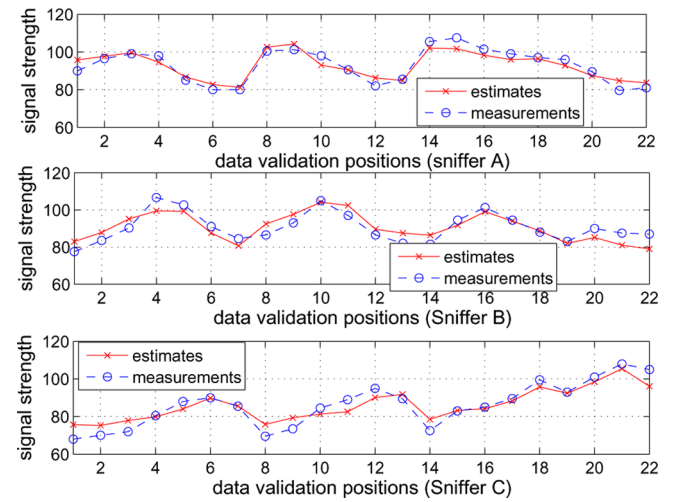 120
100
80
60
signal strength
estimates
measurements
2 4 6 8 10 12 14 16 18 20 22
data validation positions (sniffer A)
120
100
80
60
signal strength
estimates
measurements
2 4 6 8 10 12 14 16 18 20 22
data validation positions (Sniffer B)
120
100
80
60
signal strength
estimates
measurements
2 4 6 8 10 12 14 16 18 20 22
data validation positions (Sniffer C)